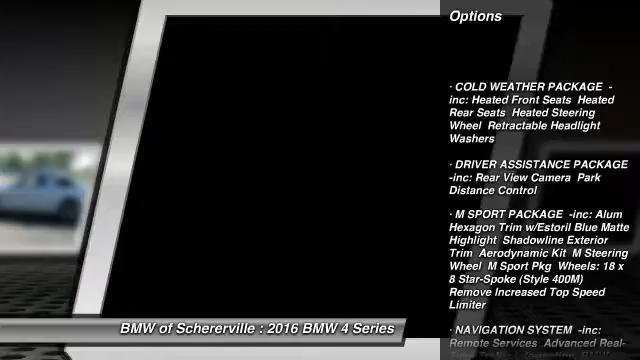 Options
· COLD WEATHER PACKAGE -
inc: Heated Front Seats Heated
Rear Seats Heated Steering
Wheel Retractable Headlight
Washers
· DRIVER ASSISTANCE PACKAGE
-inc: Rear View Camera Park
Distance Control
· M SPORT PACKAGE -inc: Alum
Hexagon Trim w/Estoril Blue Matte
Highlight Shadowline Exterior
Trim Aerodynamic Kit M Steering
Wheel M Sport Pkg Wheels: 18 x
8 Star-Spoke (Style 400M)
Remove Increased Top Speed
Limiter
· NAVIGATION SYSTEM -inc:
Remote Services Advanced Real-
BMW of Schererville : 2016 BMW 4 Series